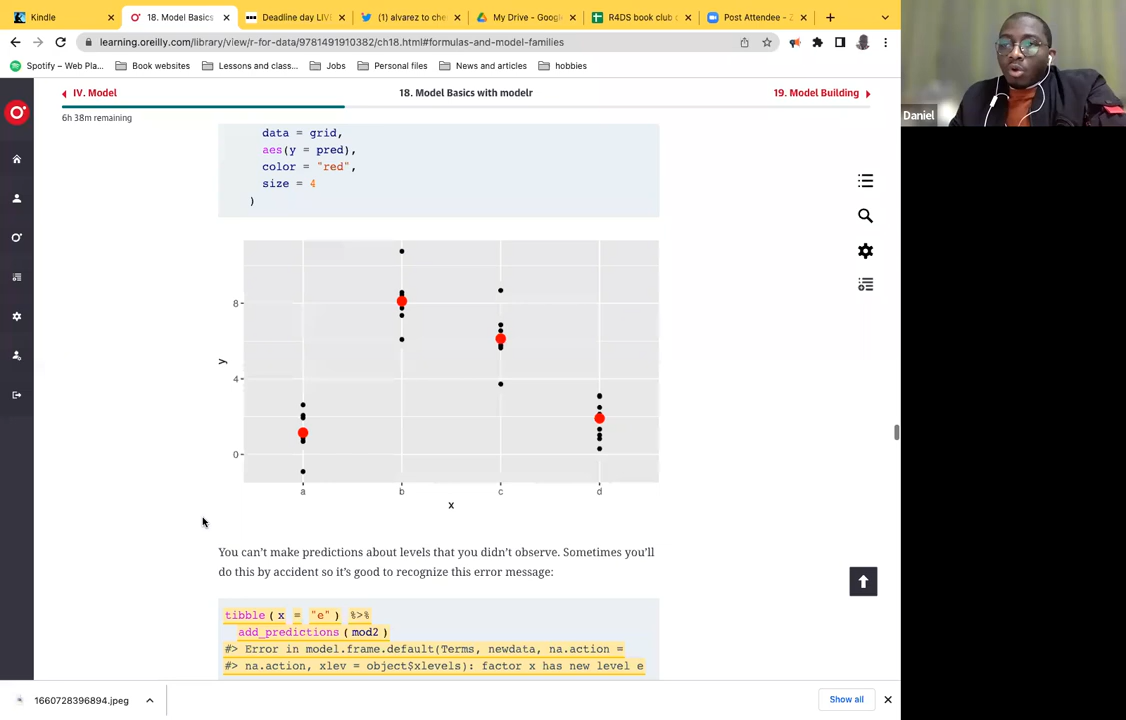 Kindle
18. Model Basics
Deadline day LIV
(1) alvarez to che
My Drive - Google
R4DS book club
Post Attendee - Z
learning.oreilly.com/library/view/r-for-data/9781491910382/ch18.html#formulas-and-model-families
Spotify – Web Pla...
Book websites
Lessons and class...
Jobs
Personal files
News and articles
hobbies
IV. Model
18. Model Basics with modelr
19. Model Building
6h 38m remaining
Daniel
data = grid,
aes(y = pred),
color = "red",
size = 4
)
8
4
0
y
a b c d
x
You can't make predictions about levels that you didn't observe. Sometimes you'll
do this by accident so it's good to recognize this error message:
tibble(x = "e") %>%
add_predictions(mod2)
#> Error in model.frame.default(Terms, newdata, na.action =
#> na.action, xlev = object$xlevels): factor x has new level e
1660728396894.jpeg
Show all